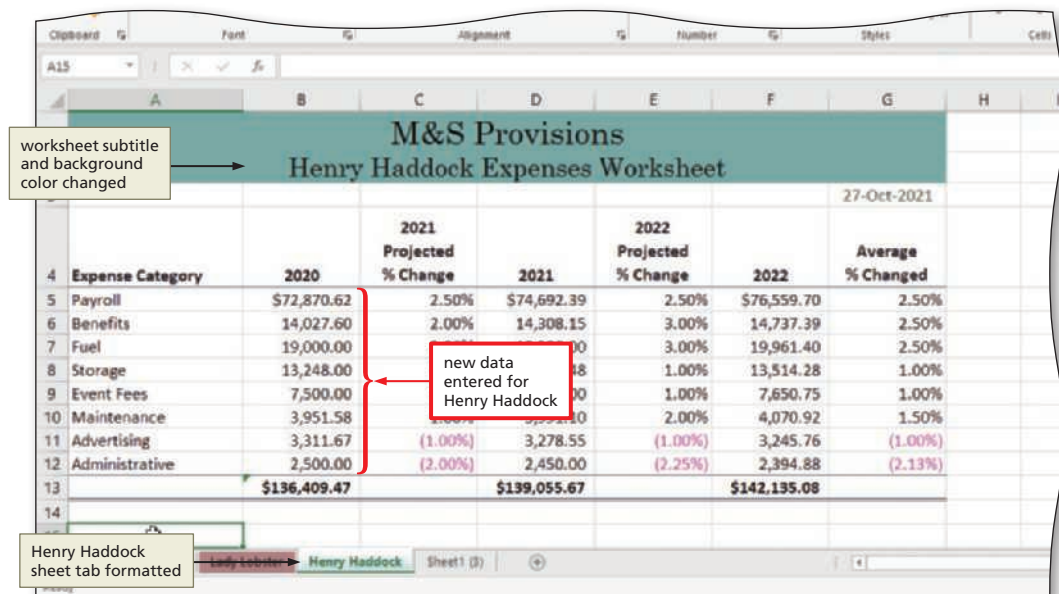 Clipboard Font Alignment Number Styles Cells
A15 fx
A B C D E F G H
M&S Provisions
worksheet subtitle
and background
color changed
Henry Haddock Expenses Worksheet
27-Oct-2021
2021 2022
Projected Projected Average
4 Expense Category 2020 % Change 2021 % Change 2022 % Changed
5 Payroll $72,870.62 2.50% $74,692.39 2.50% $76,559.70 2.50%
6 Benefits 14,027.60 2.00% 14,308.15 3.00% 14,737.39 2.50%
7 Fuel 19,000.00 3.00% 19,961.40 2.50%
8 Storage 13,248.00 1.00% 13,514.28 1.00%
9 Event Fees 7,500.00 1.00% 7,650.75 1.00%
10 Maintenance 3,951.58 2.00% 4,070.92 1.50%
new data
entered for
Henry Haddock
11 Advertising 3,311.67 (1.00%) 3,278.55 (1.00%) 3,245.76 (1.00%)
12 Administrative 2,500.00 (2.00%) 2,450.00 (2.25%) 2,394.88 (2.13%)
13 $136,409.47 $139,055.67 $142,135.08
14
Henry Haddock
sheet tab formatted
Lady Lobster Henry Haddock Sheet1 (3)